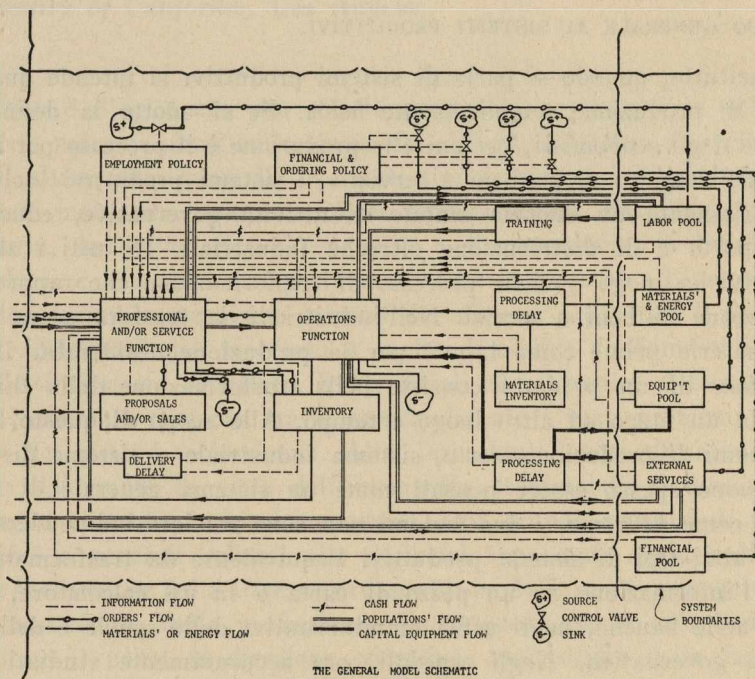 S+
S+
S+
S+
S+
EMPLOYMENT POLICY
FINANCIAL &
ORDERING POLICY
TRAINING
LABOR POOL
PROFESSIONAL
AND/OR SERVICE
FUNCTION
OPERATIONS
FUNCTION
PROCESSING
DELAY
MATERIALS'
& ENERGY
POOL
MATERIALS
INVENTORY
EQUIP'T
POOL
PROPOSALS
AND/OR SALES
S-
INVENTORY
S-
DELIVERY
DELAY
PROCESSING
DELAY
EXTERNAL
SERVICES
FINANCIAL
POOL
INFORMATION FLOW
ORDERS' FLOW
MATERIALS' OR ENERGY FLOW
CASH FLOW
POPULATIONS' FLOW
CAPITAL EQUIPMENT FLOW
S+
SOURCE
CONTROL VALVE
S-
SINK
SYSTEM
BOUNDARIES
THE GENERAL MODEL SCHEMATIC